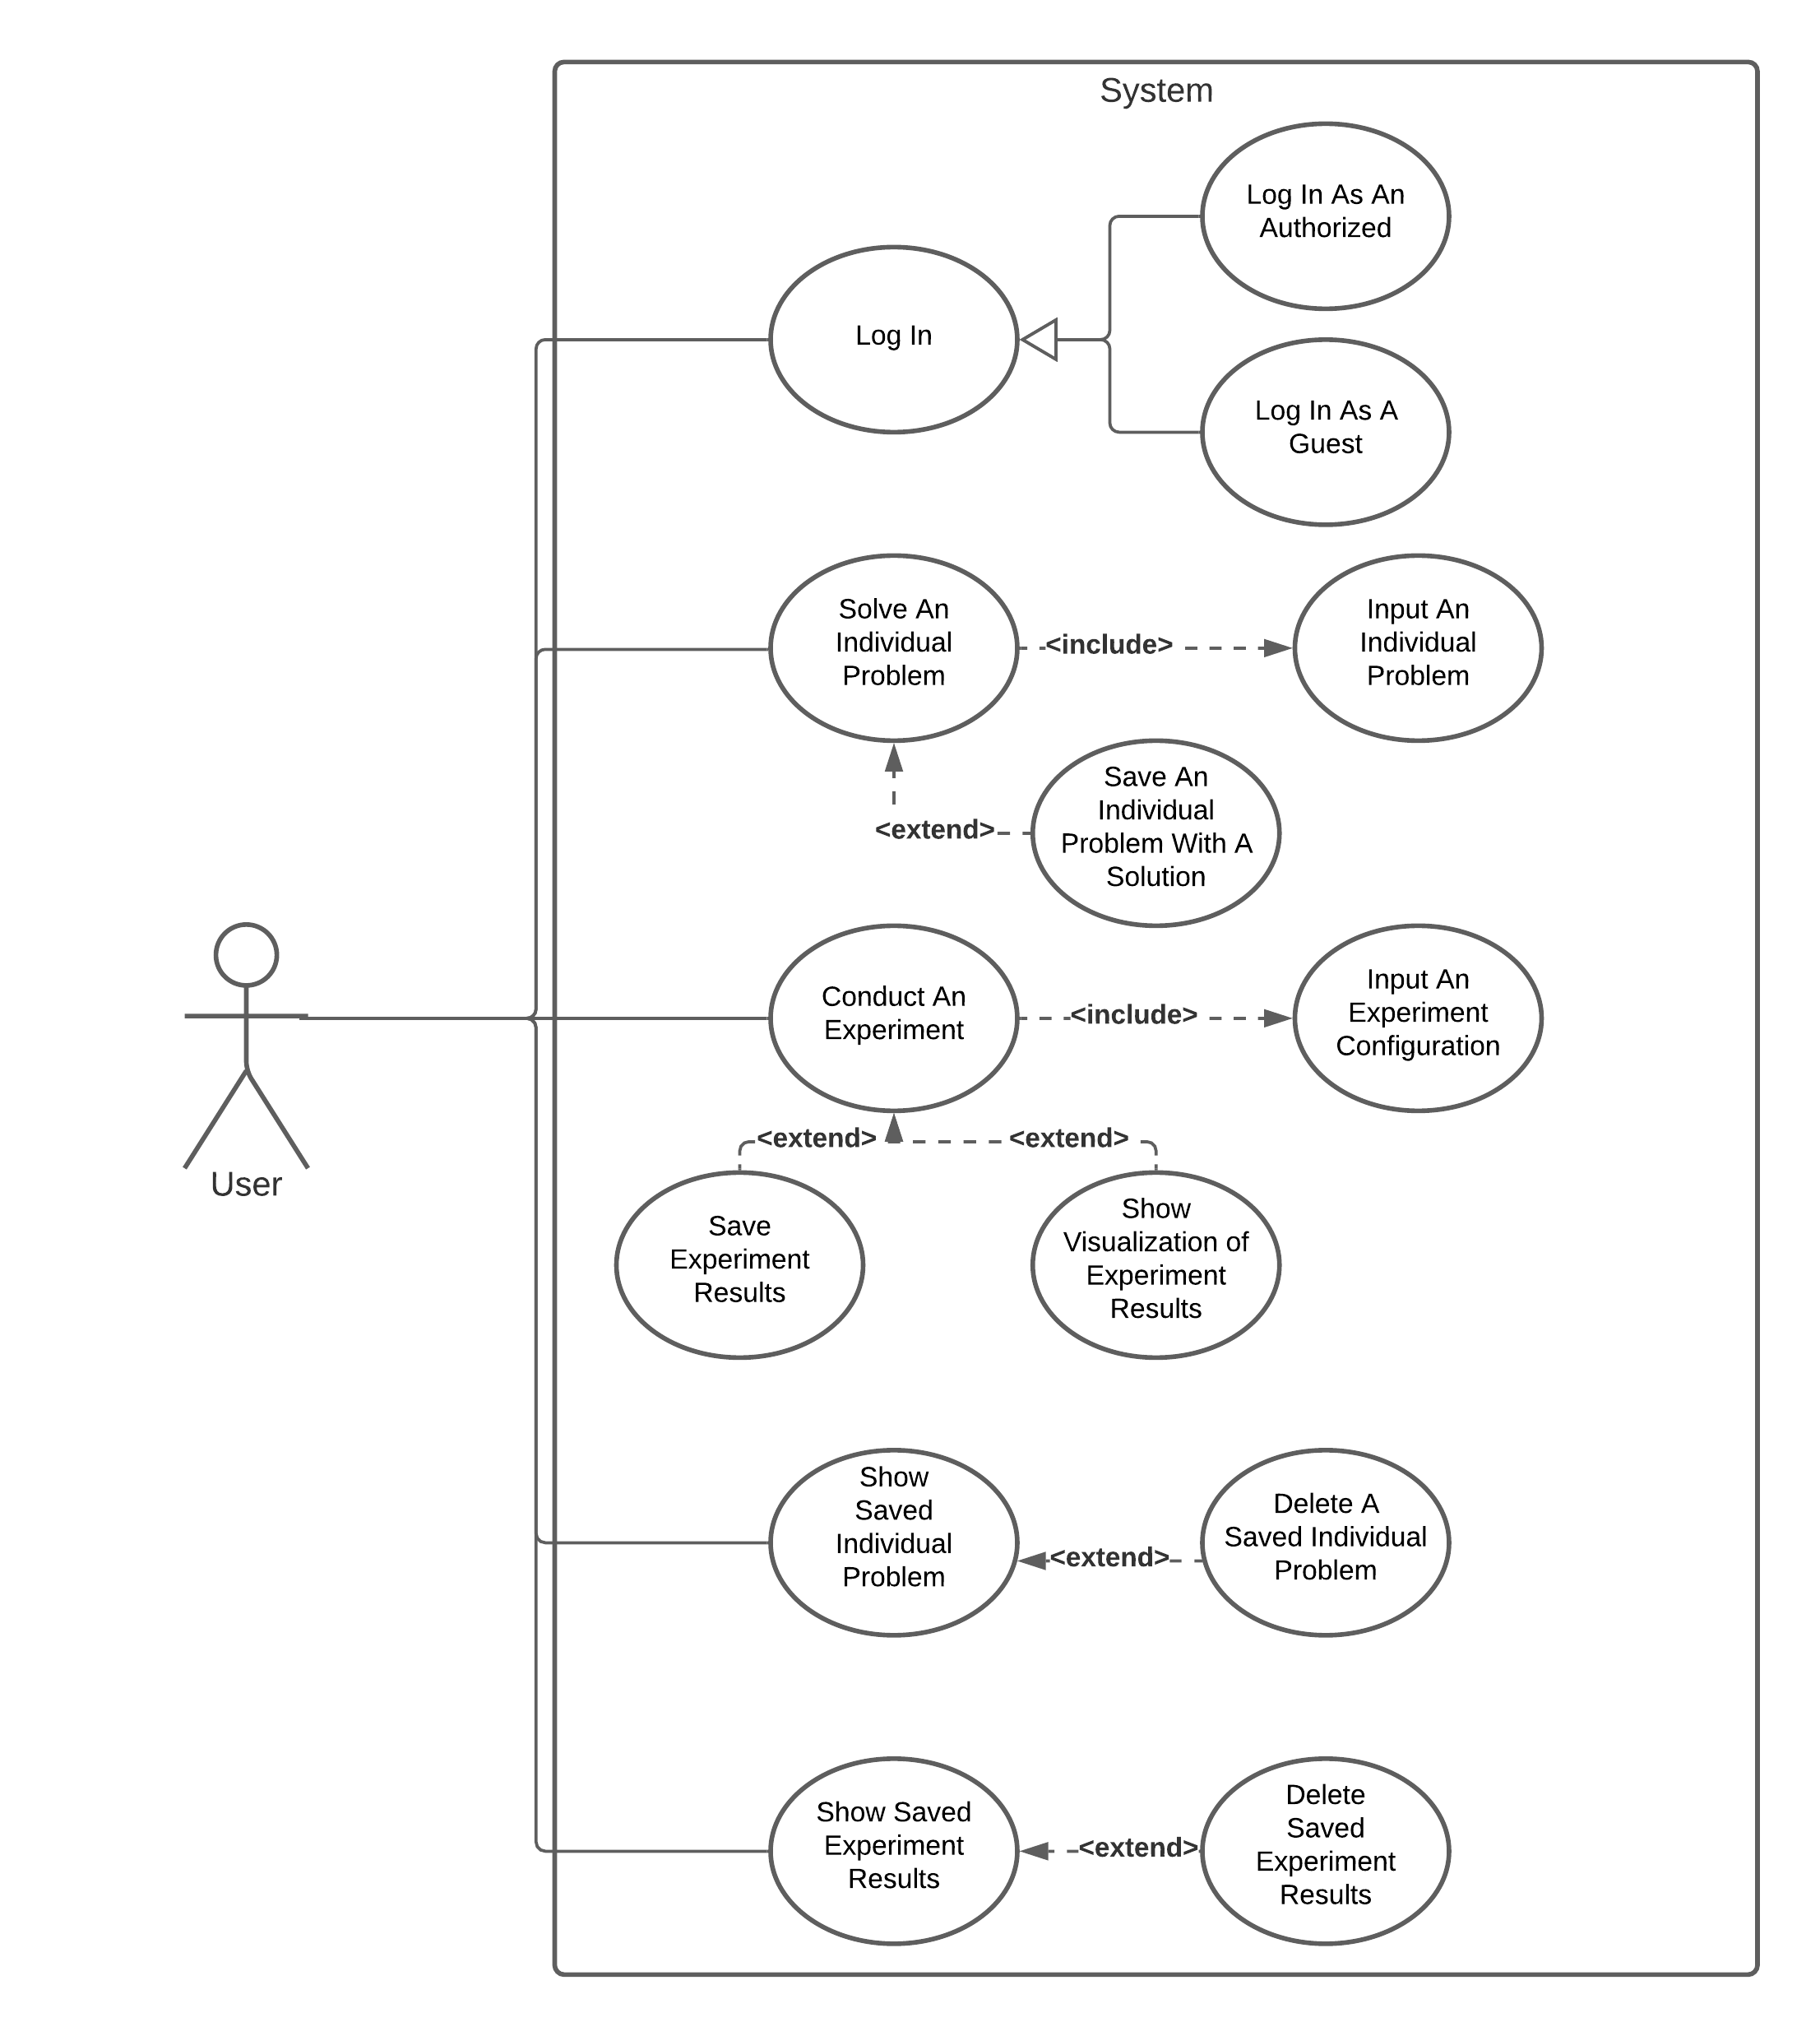 System
Log In As An
Authorized
Log In
Log In As A
Guest
Solve An
Individual
Problem
<include>
Input An
Individual
Problem
Save An
Individual
Problem With A
Solution
<extend>
Conduct An
Experiment
<include>
Input An
Experiment
Configuration
<extend>
<extend>
User
Save
Experiment
Results
Show
Visualization of
Experiment
Results
Show
Saved
Individual
Problem
<extend>
Delete A
Saved Individual
Problem
Show Saved
Experiment
Results
<extend>
Delete
Saved
Experiment
Results